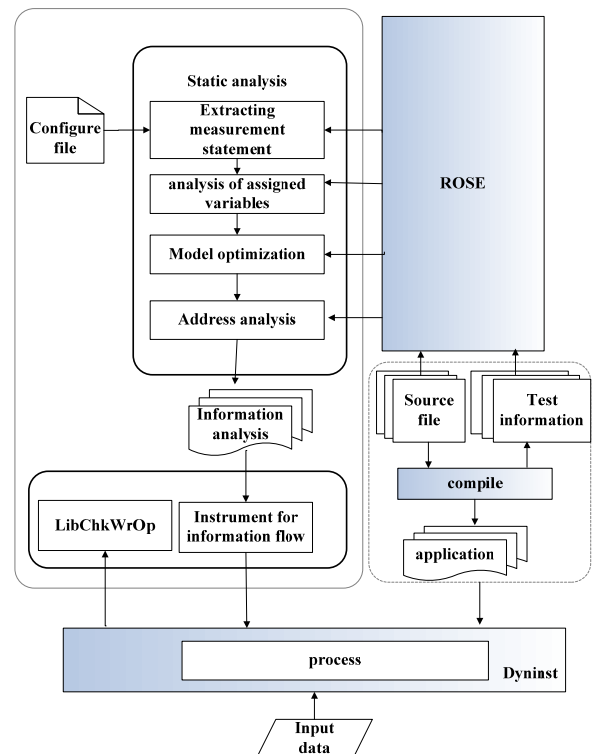 Static analysis
Extracting
measurement
statement
Configure
file
analysis of assigned
variables
ROSE
Model optimization
Address analysis
Information
analysis
Source
file
Test
information
compile
LibChkWrOp
Instrument for
information flow
application
process
Dyninst
Input
data